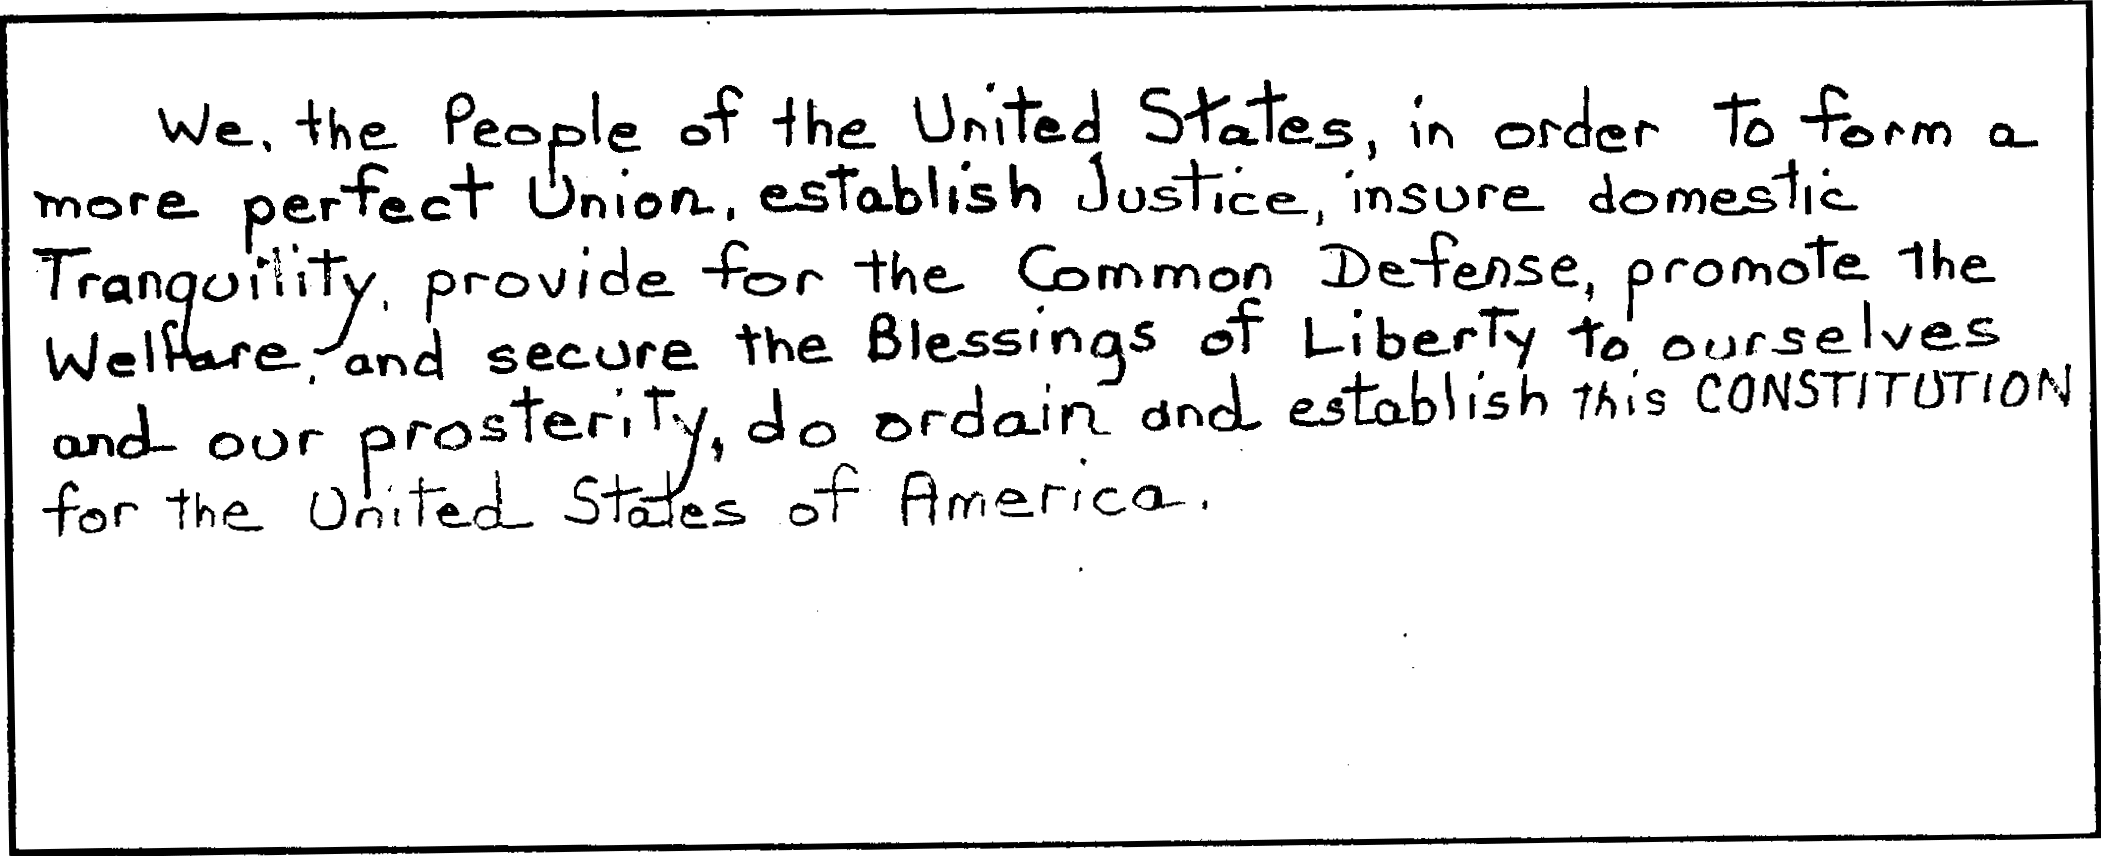 We, the People of the United States, in order to form a
more perfect Union, establish Justice, insure domestic
Tranquility, provide for the Common Defense, promote the
Welfare, and secure the Blessings of Liberty to ourselves
and our prosterity, do ordain and establish this CONSTITUTION
for the United States of America.